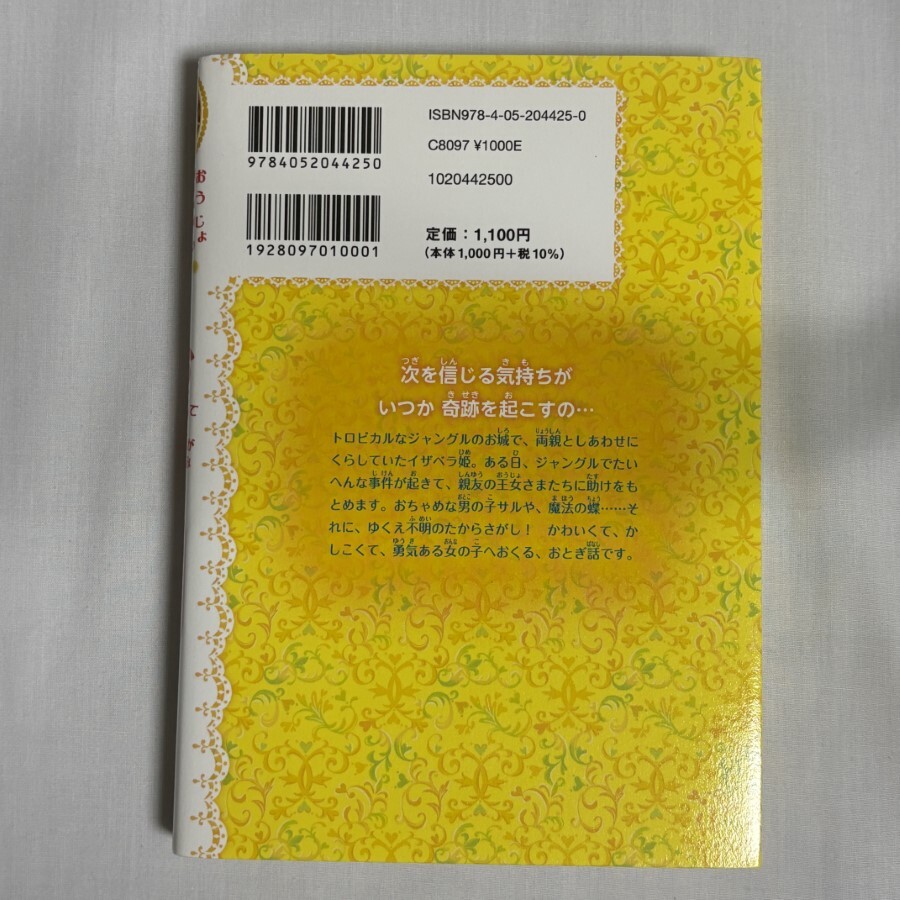 ISBN978-4-05-204425-0
9784052044250
C8097 ¥1000E
1020442500
1928097010001
定価：1,100円
（本体1,000円＋税10%）
おうじょ
次を信じる気持ちが
いつか 奇跡を起こすの…
トロピカルなジャングルのお城で、両親としあわせに
くらしていたイザベラ姫。ある日、ジャングルでたい
へんな事件が起きて、親友の王女さまたちに助けをも
とめます。おちゃめな男の子サルや、魔法の蝶……そ
れに、ゆくえ不明のたからさがし！ かわいくて、か
しこくて、勇気ある女の子へおくる、おとぎ話です。